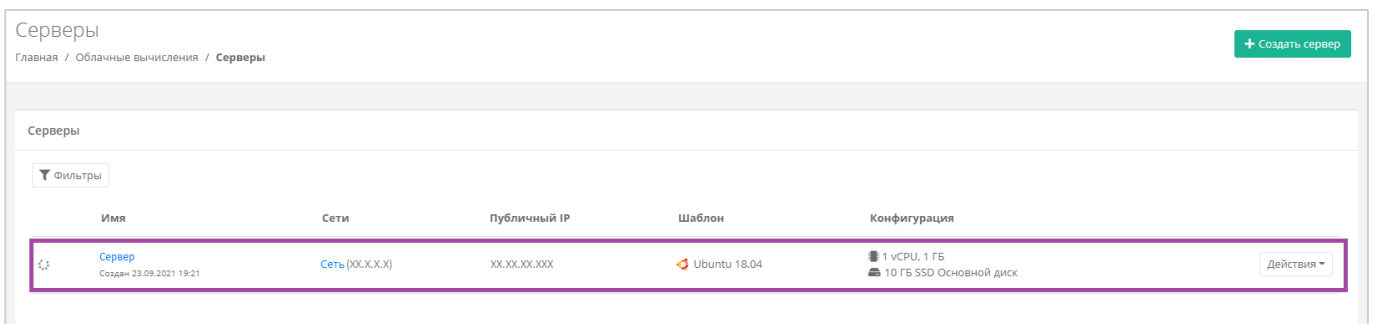 Серверы
Главная / Облачные вычисления / Серверы
+ Создать сервер
Серверы
Фильтры
Имя Сети Публичный IP Шаблон Конфигурация
Сервер Сеть (XX.X.X.X) XX.XX.XX.XXX Ubuntu 18.04 1 vCPU, 1 ГБ Действия
Создан 23.09.2021 19:21 10 ГБ SSD Основной диск